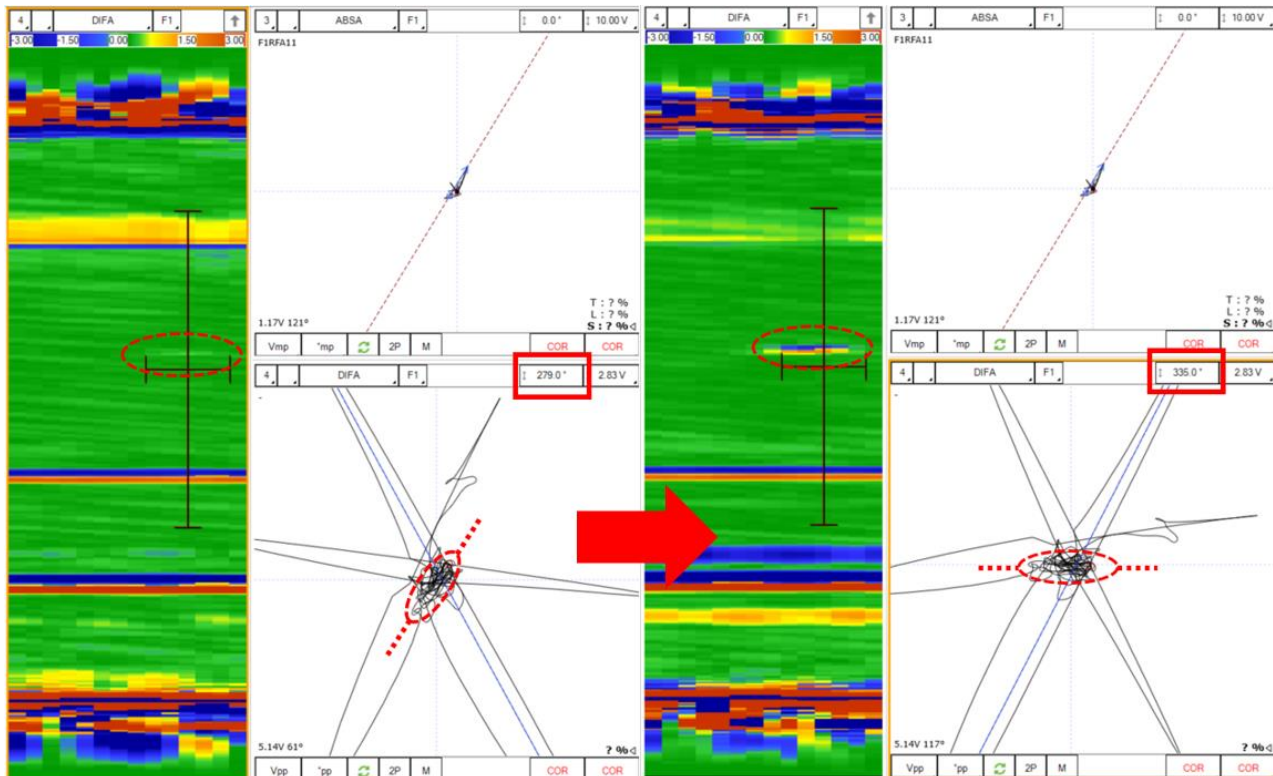 4 DIFA F1
-3.00 -1.50 0.00 1.50 3.00
3 ABSA F1 0.0 ° 10.00 V
F1RFA11
T : ? %
L : ? %
S : ? %
1.17V 121°
Vmp °mp 2P M COR COR
4 DIFA F1 279.0 ° 2.83 V
-
5.14V 61°
? %
Vpp °pp 2P M COR COR
4 DIFA F1
-3.00 -1.50 0.00 1.50 3.00
3 ABSA F1 0.0 ° 10.00 V
F1RFA11
T : ? %
L : ? %
S : ? %
1.17V 121°
Vmp °mp 2P M COR COR
4 DIFA F1 335.0 ° 2.83 V
-
5.14V 117°
? %
Vpp °pp 2P M COR COR